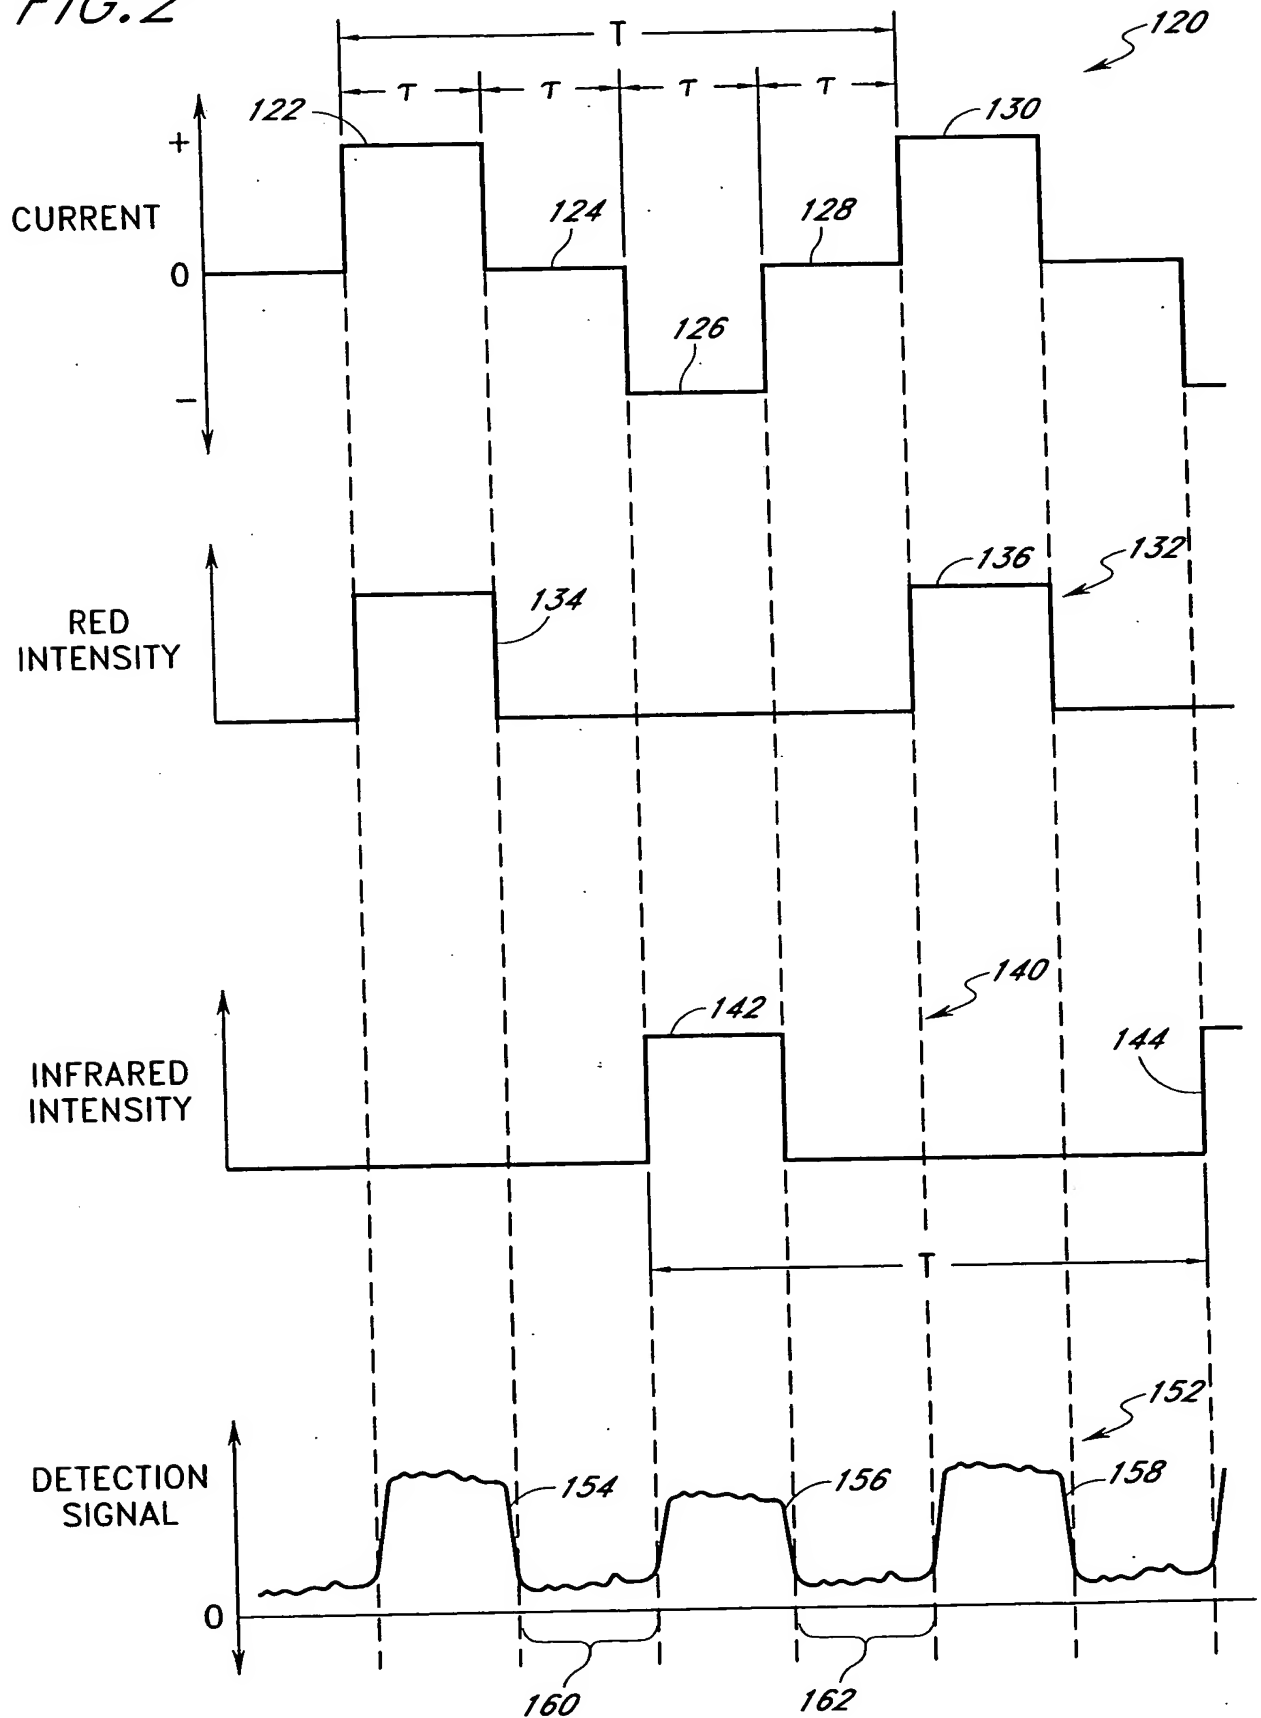 FIG. 2
120
T
τ τ τ τ
122
130
+
CURRENT
124
128
0
126
−
136
132
RED
INTENSITY
134
140
142
INFRARED
INTENSITY
144
T
152
DETECTION
SIGNAL
154
156
158
0
160
162